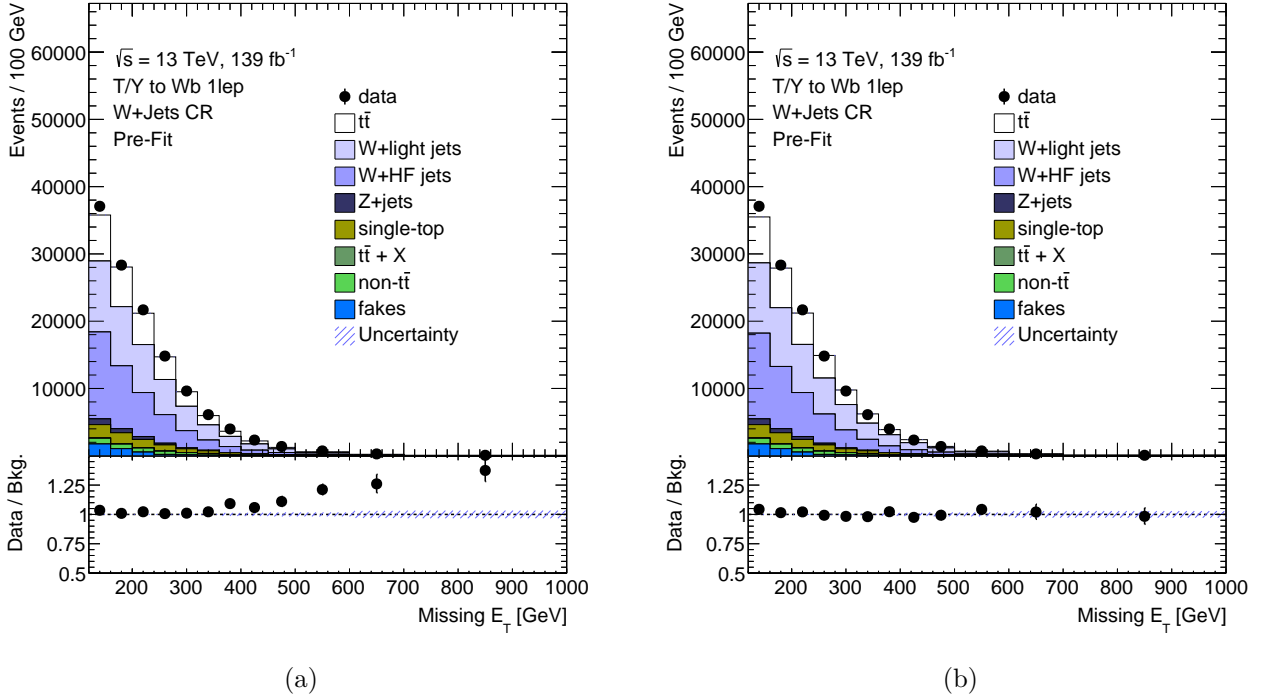 Events / 100 GeV
60000
50000
40000
30000
20000
10000
√s = 13 TeV, 139 fb⁻¹
T/Y to Wb 1lep
W+Jets CR
Pre-Fit
data
tt̄
W+light jets
W+HF jets
Z+jets
single-top
tt̄ + X
non-tt̄
fakes
Uncertainty
Data / Bkg.
1.25
1
0.75
0.5
200 300 400 500 600 700 800 900 1000
Missing E_T [GeV]
(a)
Events / 100 GeV
60000
50000
40000
30000
20000
10000
√s = 13 TeV, 139 fb⁻¹
T/Y to Wb 1lep
W+Jets CR
Pre-Fit
data
tt̄
W+light jets
W+HF jets
Z+jets
single-top
tt̄ + X
non-tt̄
fakes
Uncertainty
Data / Bkg.
1.25
1
0.75
0.5
200 300 400 500 600 700 800 900 1000
Missing E_T [GeV]
(b)